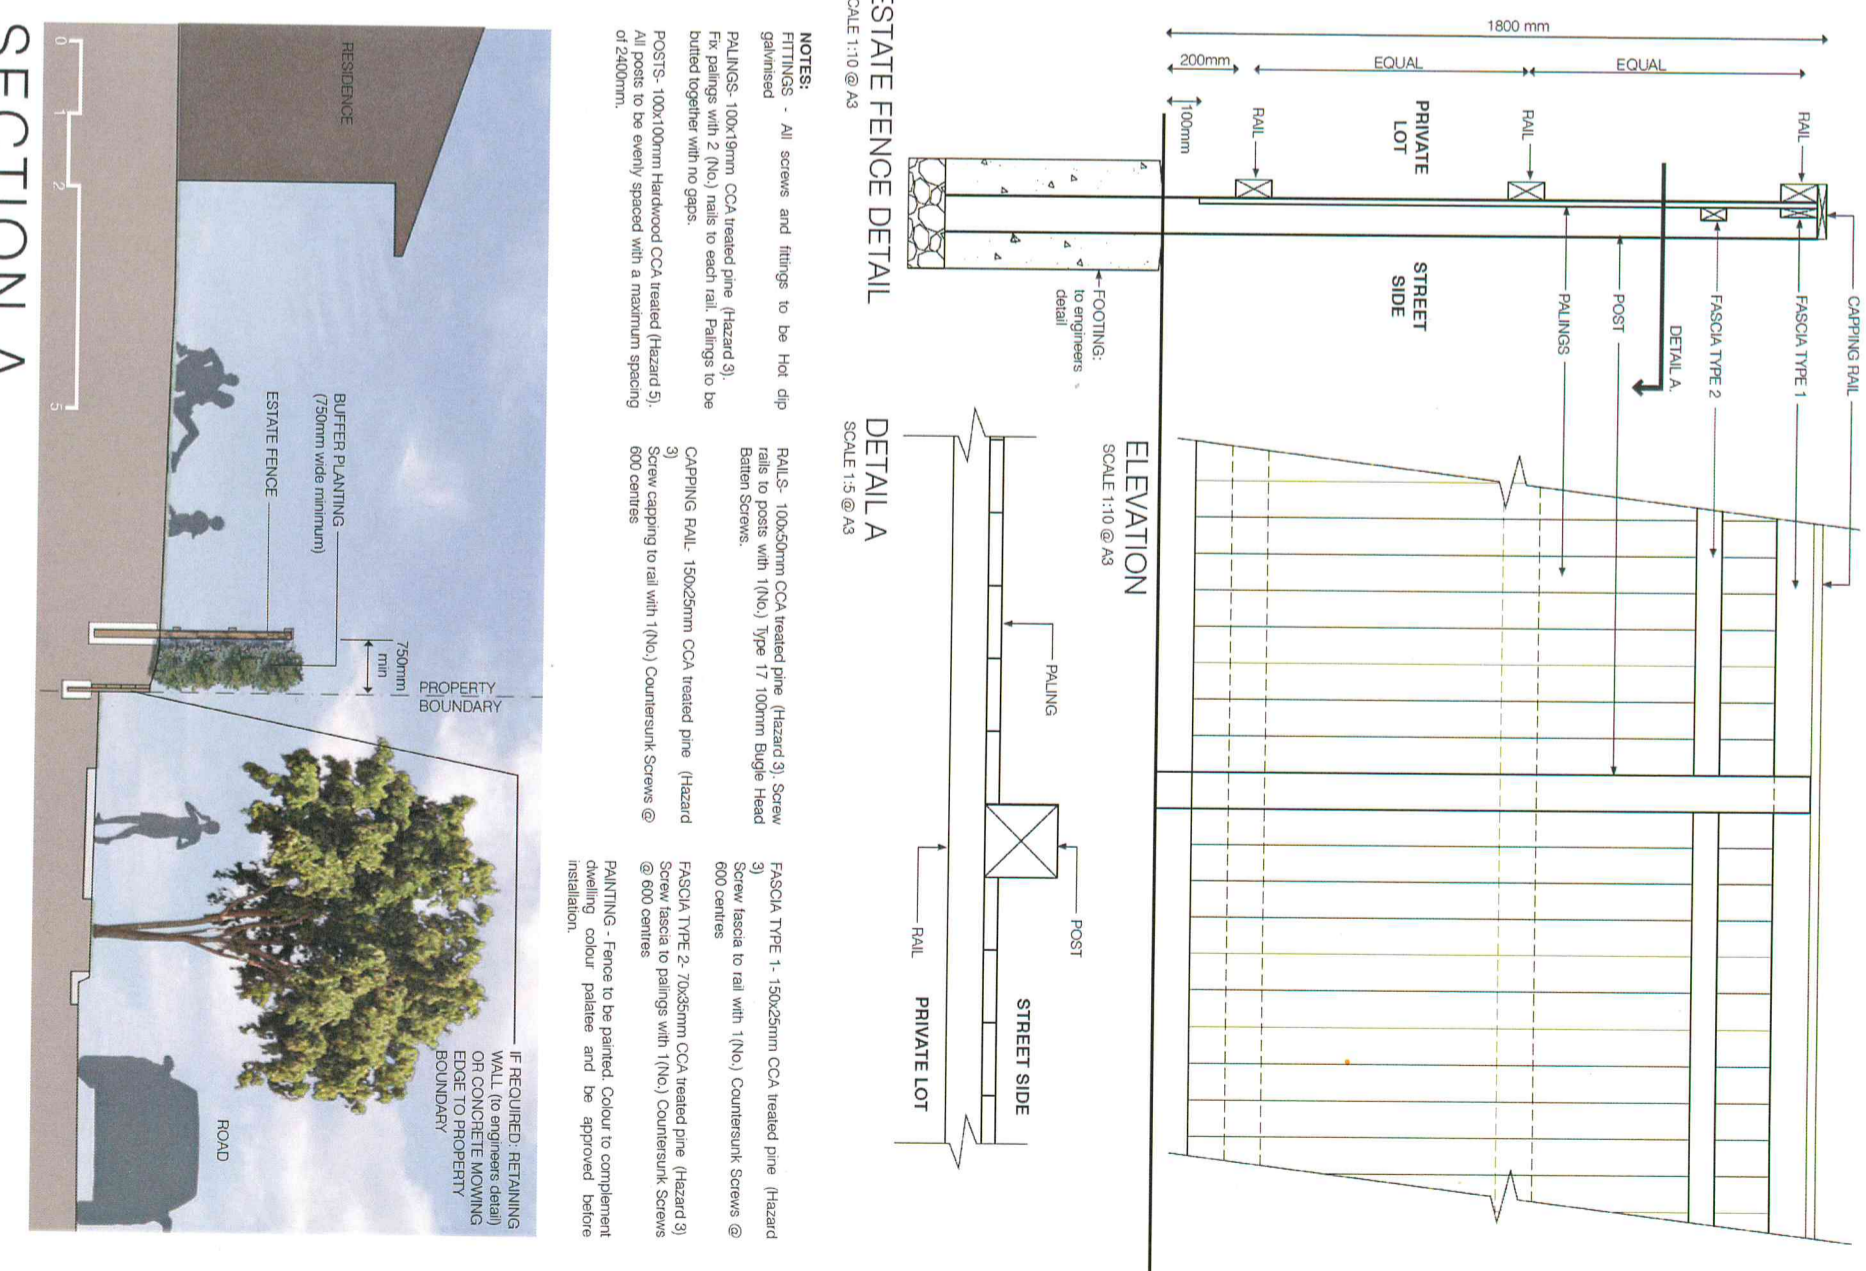 1800 mm
200mm
EQUAL
EQUAL
100mm
RAIL
RAIL
RAIL
PRIVATE
LOT
STREET
SIDE
CAPPING RAIL
FASCIA TYPE 1
FASCIA TYPE 2
DETAIL A.
POST
PALINGS
FOOTING:
to engineers
detail
ESTATE FENCE DETAIL
SCALE 1:10 @ A3
ELEVATION
SCALE 1:10 @ A3
DETAIL A
SCALE 1:5 @ A3
PALING
POST
RAIL
STREET SIDE
PRIVATE LOT
NOTES:
FITTINGS - All screws and fittings to be Hot dip
galvinised
PALINGS- 100x19mm CCA treated pine (Hazard 3).
Fix palings with 2 (No.) nails to each rail. Palings to be
butted together with no gaps.
POSTS- 100x100mm Hardwood CCA treated (Hazard 5).
All posts to be evenly spaced with a maximum spacing
of 2400mm.
RAILS- 100x50mm CCA treated pine (Hazard 3). Screw
rails to posts with 1(No.) Type 17 100mm Bugle Head
Batten Screws.
CAPPING RAIL- 150x25mm CCA treated pine (Hazard
3)
Screw capping to rail with 1(No.) Countersunk Screws @
600 centres
FASCIA TYPE 1- 150x25mm CCA treated pine (Hazard
3)
Screw fascia to rail with 1(No.) Countersunk Screws @
600 centres
FASCIA TYPE 2- 70x35mm CCA treated pine (Hazard 3)
Screw fascia to palings with 1(No.) Countersunk Screws
@ 600 centres
PAINTING - Fence to be painted. Colour to complement
dwelling colour palatee and be approved before
installation.
RESIDENCE
BUFFER PLANTING
(750mm wide minimum)
ESTATE FENCE
750mm
min
PROPERTY
BOUNDARY
IF REQUIRED: RETAINING
WALL (to engineers detail)
OR CONCRETE MOWING
EDGE TO PROPERTY
BOUNDARY
ROAD
0 1 2 5
SECTION A